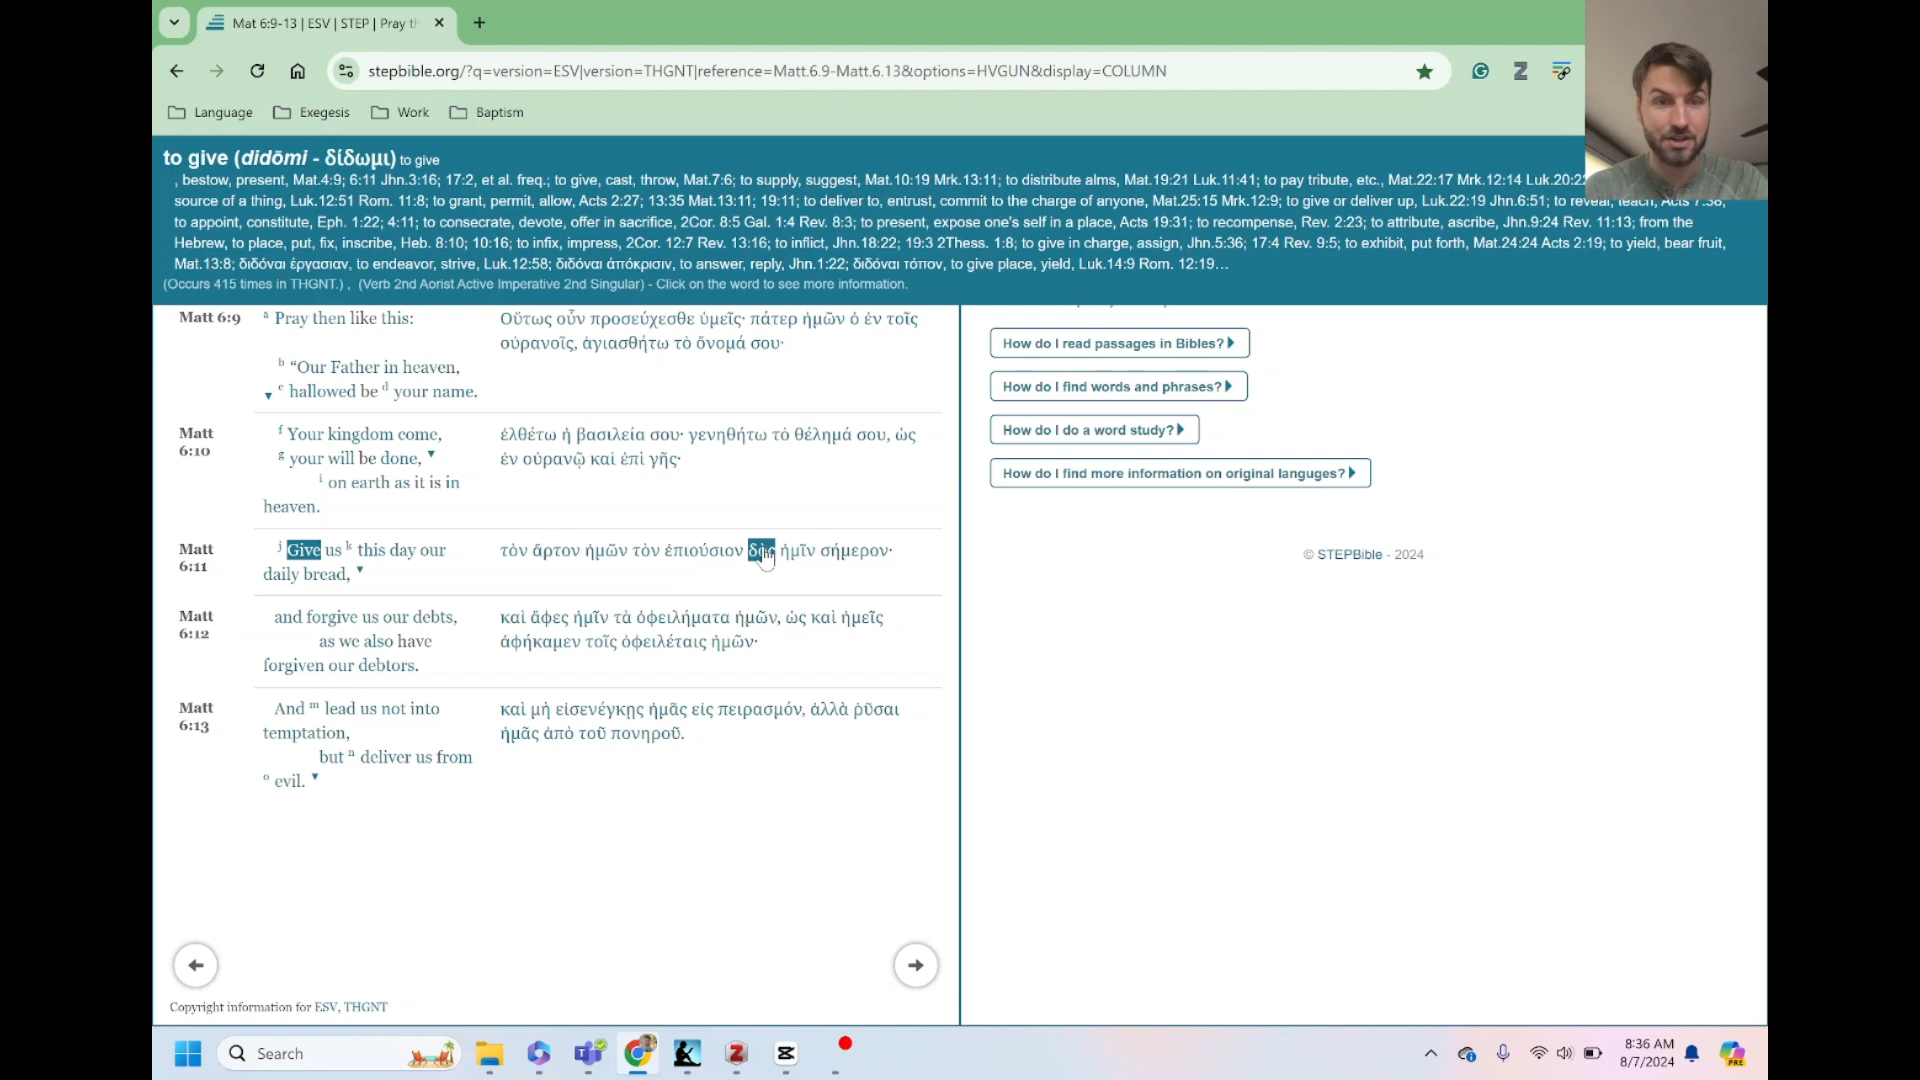 Mat 6:9-13 | ESV | STEP | Pray th
stepbible.org/?q=version=ESV|version=THGNT|reference=Matt.6.9-Matt.6.13&options=HVGUN&display=COLUMN
Language Exegesis Work Baptism
to give (didōmi - δίδωμι) to give
, bestow, present, Mat.4:9; 6:11 Jhn.3:16; 17:2, et al. freq.; to give, cast, throw, Mat.7:6; to supply, suggest, Mat.10:19 Mrk.13:11; to distribute alms, Mat.19:21 Luk.11:41; to pay tribute, etc., Mat.22:17 Mrk.12:14 Luk.20:22
source of a thing, Luk.12:51 Rom. 11:8; to grant, permit, allow, Acts 2:27; 13:35 Mat.13:11; 19:11; to deliver to, entrust, commit to the charge of anyone, Mat.25:15 Mrk.12:9; to give or deliver up, Luk.22:19 Jhn.6:51; to reveal, teach, Acts 7:38;
to appoint, constitute, Eph. 1:22; 4:11; to consecrate, devote, offer in sacrifice, 2Cor. 8:5 Gal. 1:4 Rev. 8:3; to present, expose one's self in a place, Acts 19:31; to recompense, Rev. 2:23; to attribute, ascribe, Jhn.9:24 Rev. 11:13; from the
Hebrew, to place, put, fix, inscribe, Heb. 8:10; 10:16; to infix, impress, 2Cor. 12:7 Rev. 13:16; to inflict, Jhn.18:22; 19:3 2Thess. 1:8; to give in charge, assign, Jhn.5:36; 17:4 Rev. 9:5; to exhibit, put forth, Mat.24:24 Acts 2:19; to yield, bear fruit,
Mat.13:8; διδόναι ἐργασιαν, to endeavor, strive, Luk.12:58; διδόναι ἀπόκρισιν, to answer, reply, Jhn.1:22; διδόναι τόπον, to give place, yield, Luk.14:9 Rom. 12:19…
(Occurs 415 times in THGNT.) , (Verb 2nd Aorist Active Imperative 2nd Singular) - Click on the word to see more information.
Matt 6:9
a Pray then like this:
b “Our Father in heaven,
c hallowed be d your name.
Οὕτως οὖν προσεύχεσθε ὑμεῖς· πάτερ ἡμῶν ὁ ἐν τοῖς
οὐρανοῖς, ἁγιασθήτω τὸ ὄνομά σου·
Matt
6:10
f Your kingdom come,
g your will be done,
i on earth as it is in
heaven.
ἐλθέτω ἡ βασιλεία σου· γενηθήτω τὸ θέλημά σου, ὡς
ἐν οὐρανῷ καὶ ἐπὶ γῆς·
Matt
6:11
j Give us k this day our
daily bread,
τὸν ἄρτον ἡμῶν τὸν ἐπιούσιον δὸς ἡμῖν σήμερον·
Matt
6:12
and forgive us our debts,
as we also have
forgiven our debtors.
καὶ ἄφες ἡμῖν τὰ ὀφειλήματα ἡμῶν, ὡς καὶ ἡμεῖς
ἀφήκαμεν τοῖς ὀφειλέταις ἡμῶν·
Matt
6:13
And m lead us not into
temptation,
but n deliver us from
o evil.
καὶ μὴ εἰσενέγκῃς ἡμᾶς εἰς πειρασμόν, ἀλλὰ ῥῦσαι
ἡμᾶς ἀπὸ τοῦ πονηροῦ.
Copyright information for ESV, THGNT
How do I read passages in Bibles?
How do I find words and phrases?
How do I do a word study?
How do I find more information on original languges?
© STEPBible - 2024
Search
8:36 AM
8/7/2024
PRE